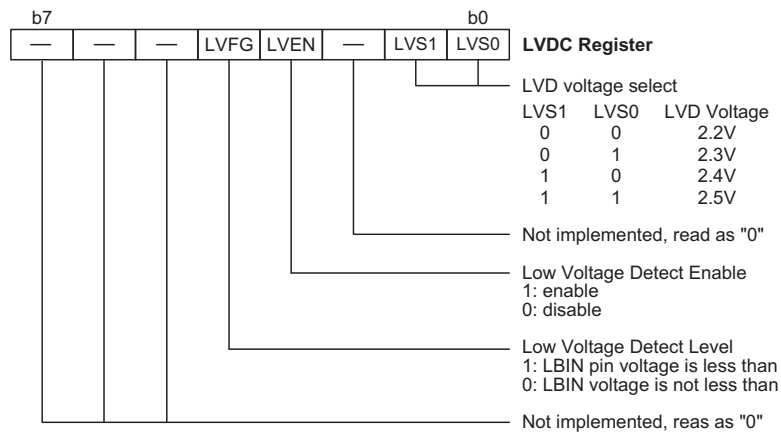 b7 b0
— — — LVFG LVEN — LVS1 LVS0 LVDC Register
LVD voltage select
LVS1 LVS0 LVD Voltage
0 0 2.2V
0 1 2.3V
1 0 2.4V
1 1 2.5V
Not implemented, read as "0"
Low Voltage Detect Enable
1: enable
0: disable
Low Voltage Detect Level
1: LBIN pin voltage is less than
0: LBIN voltage is not less than
Not implemented, reas as "0"